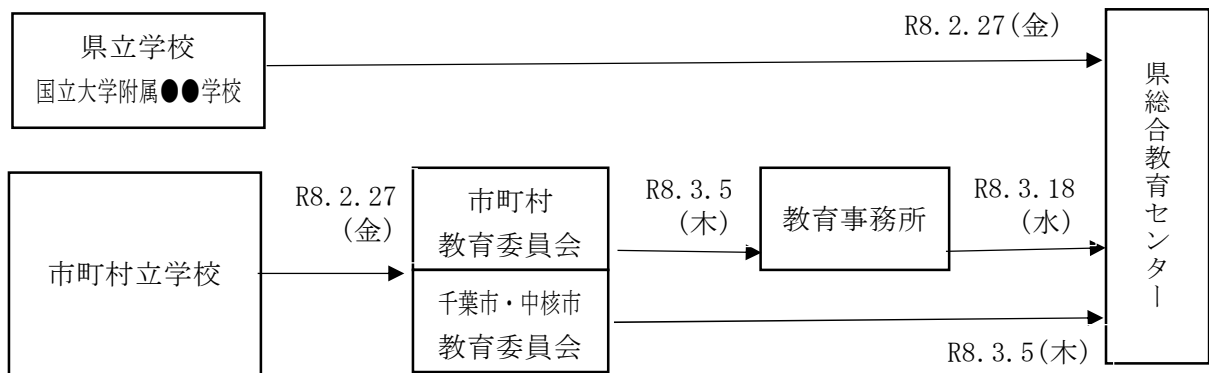 県立学校
国立大学附属●●学校
R8.2.27(金)
県総合教育センター
市町村立学校
R8.2.27
(金)
市町村
教育委員会
R8.3.5
(木)
教育事務所
R8.3.18
(水)
千葉市・中核市
教育委員会
R8.3.5(木)